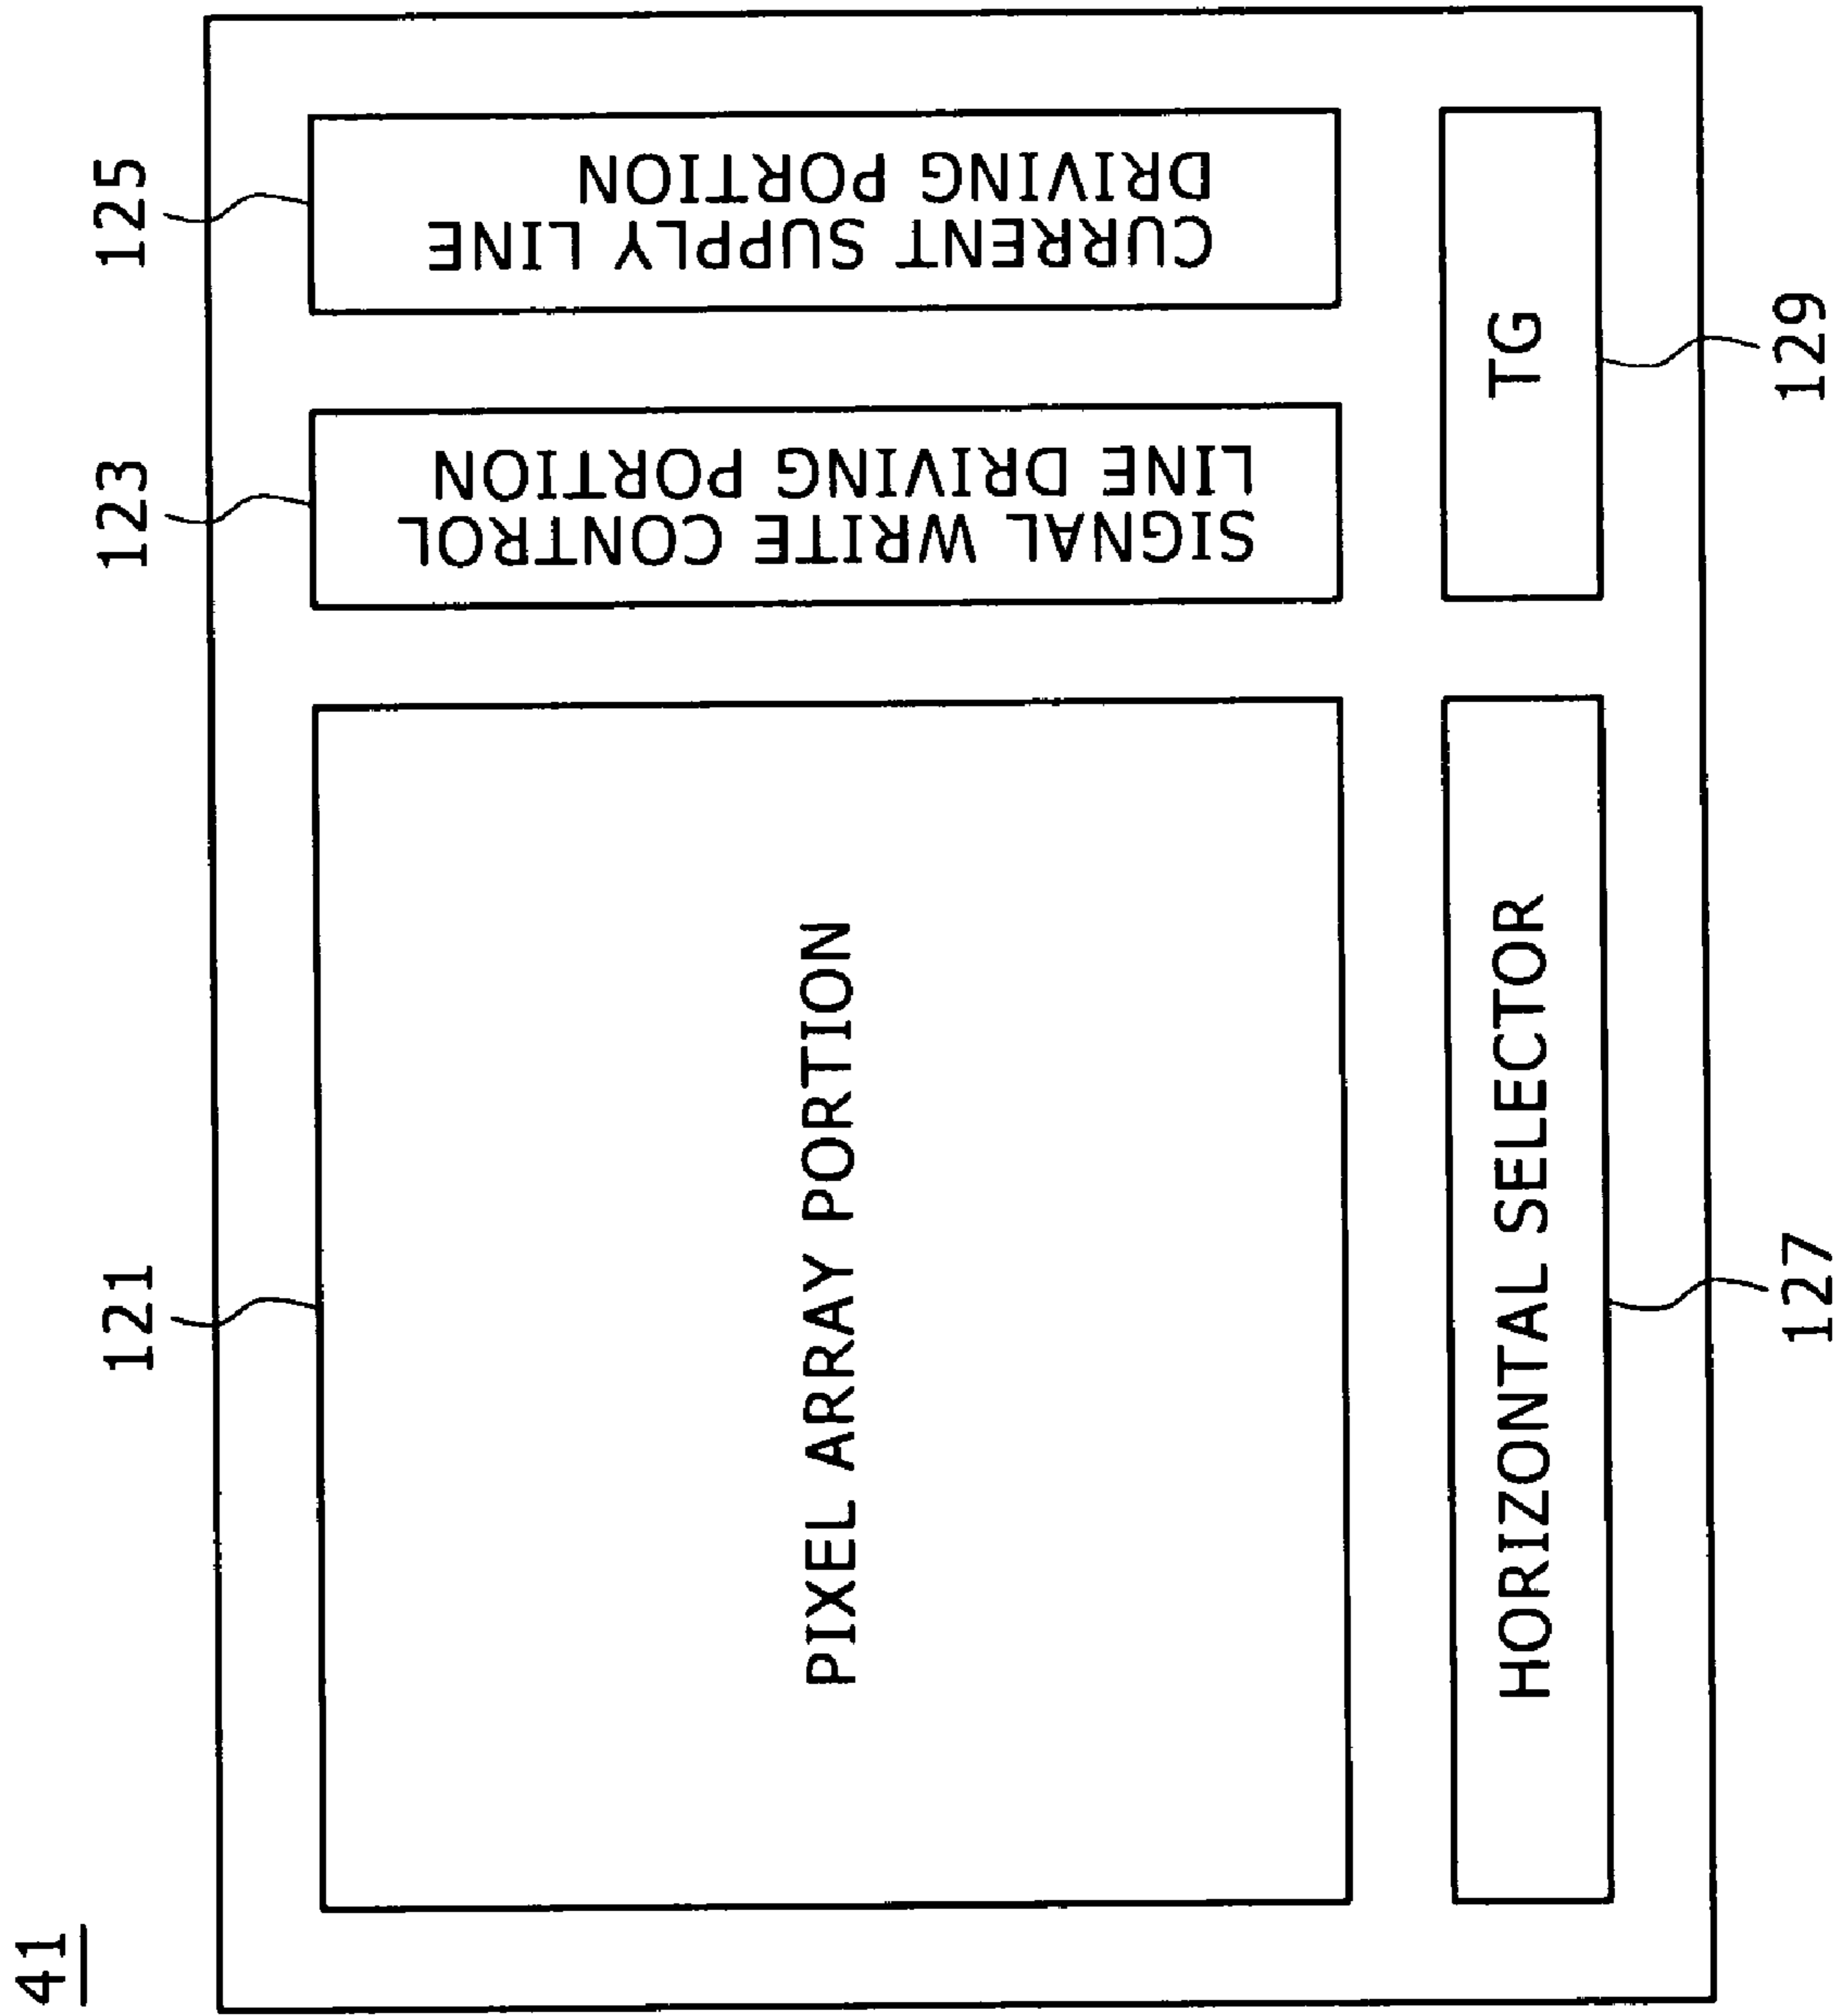 41
121
123
125
PIXEL ARRAY PORTION
SIGNAL WRITE CONTROL
LINE DRIVING PORTION
CURRENT SUPPLY LINE
DRIVING PORTION
HORIZONTAL SELECTOR
TG
127
129